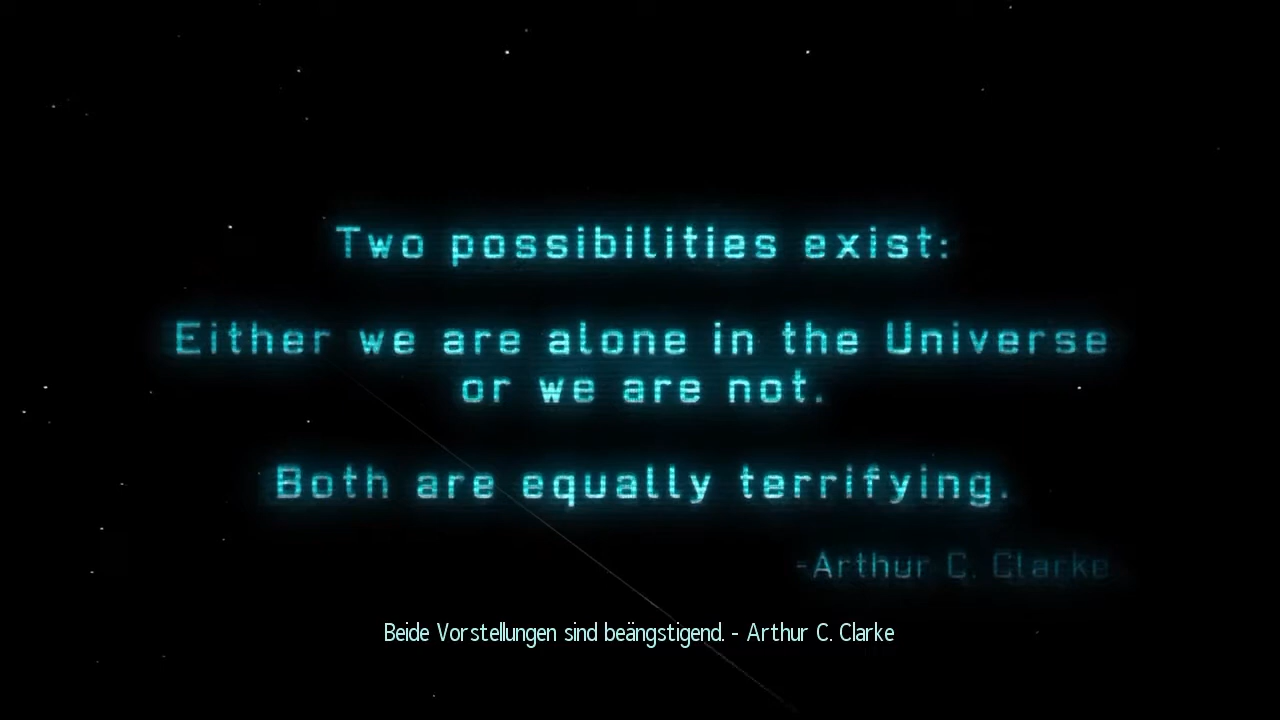 Two possibilities exist:
Either we are alone in the Universe
or we are not.
Both are equally terrifying.
-Arthur C. Clarke
Beide Vorstellungen sind beängstigend. - Arthur C. Clarke